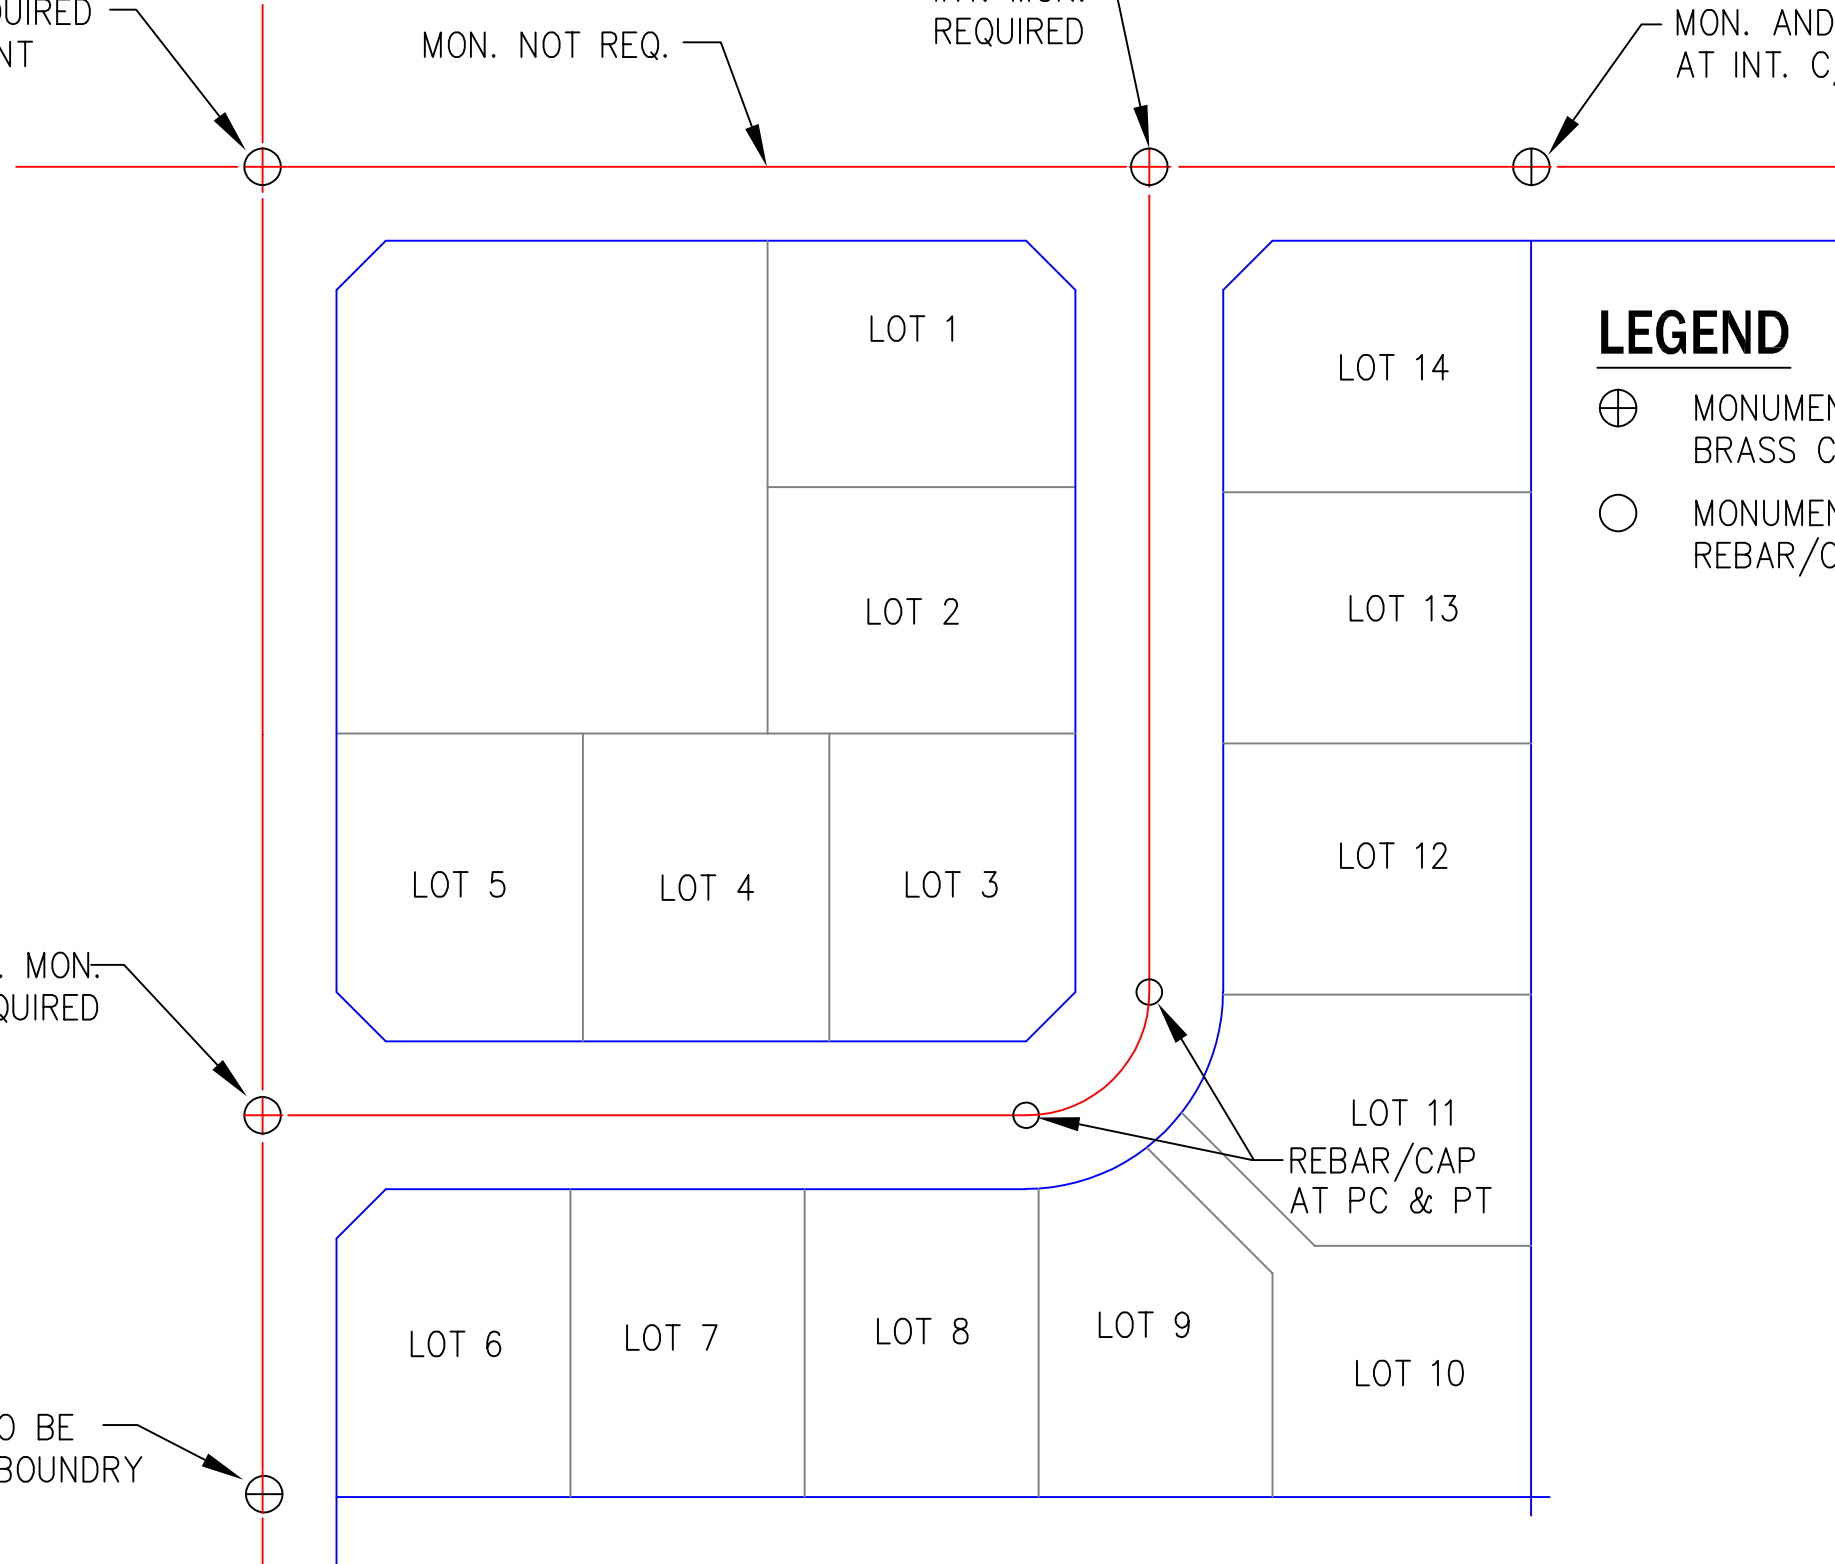 MON. NOT REQ.
REQUIRED
MON. AND
AT INT.
LEGEND
BRASS
LOT 1
LOT 14
LOT 2
LOT 13
LOT 5
LOT 4
LOT 3
LOT 12
MON.
LOT 11
REBAR/CAP
AT PC & PT
LOT 6
LOT 7
LOT 8
LOT 9
LOT 10
BE
BOUNDRY